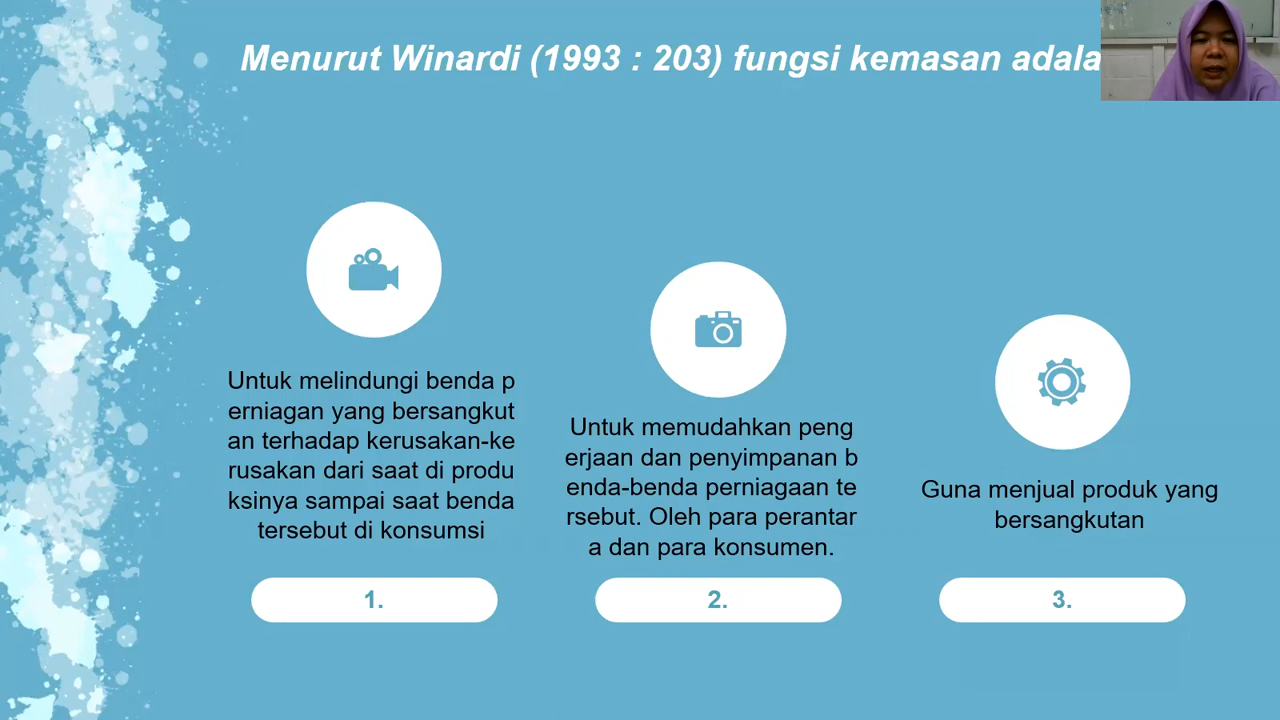 Menurut Winardi (1993 : 203) fungsi kemasan adala
Untuk melindungi benda p
erniagan yang bersangkut
an terhadap kerusakan-ke
rusakan dari saat di produ
ksinya sampai saat benda
tersebut di konsumsi
1.
Untuk memudahkan peng
erjaan dan penyimpanan b
enda-benda perniagaan te
rsebut. Oleh para perantar
a dan para konsumen.
2.
Guna menjual produk yang
bersangkutan
3.